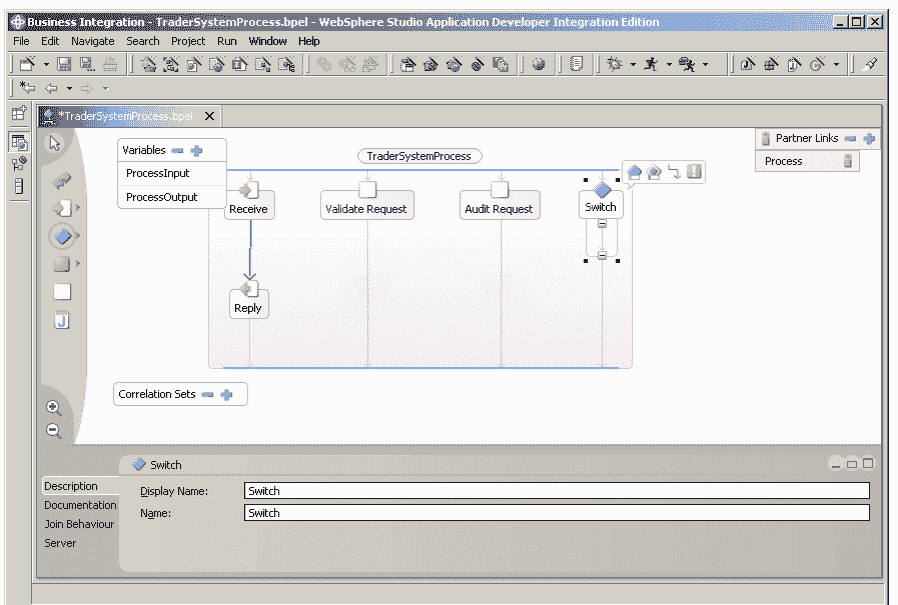 Business Integration - TraderSystemProcess.bpel - WebSphere Studio Application Developer Integration Edition
File Edit Navigate Search Project Run Window Help
*TraderSystemProcess.bpel
Variables
ProcessInput
ProcessOutput
TraderSystemProcess
Partner Links
Process
Receive
Validate Request
Audit Request
Switch
Reply
Correlation Sets
J
Switch
Description
Documentation
Join Behaviour
Server
Display Name: Switch
Name: Switch